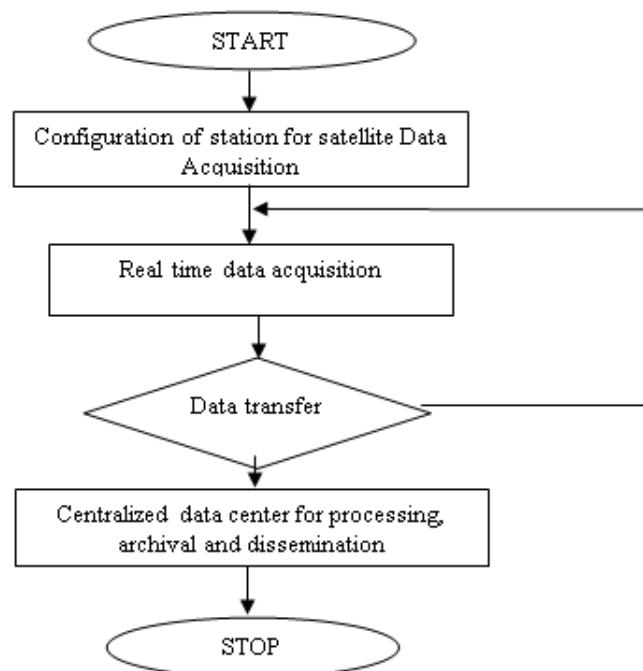 START
Configuration of station for satellite Data
Acquisition
Real time data acquisition
Data transfer
Centralized data center for processing,
archival and dissemination
STOP